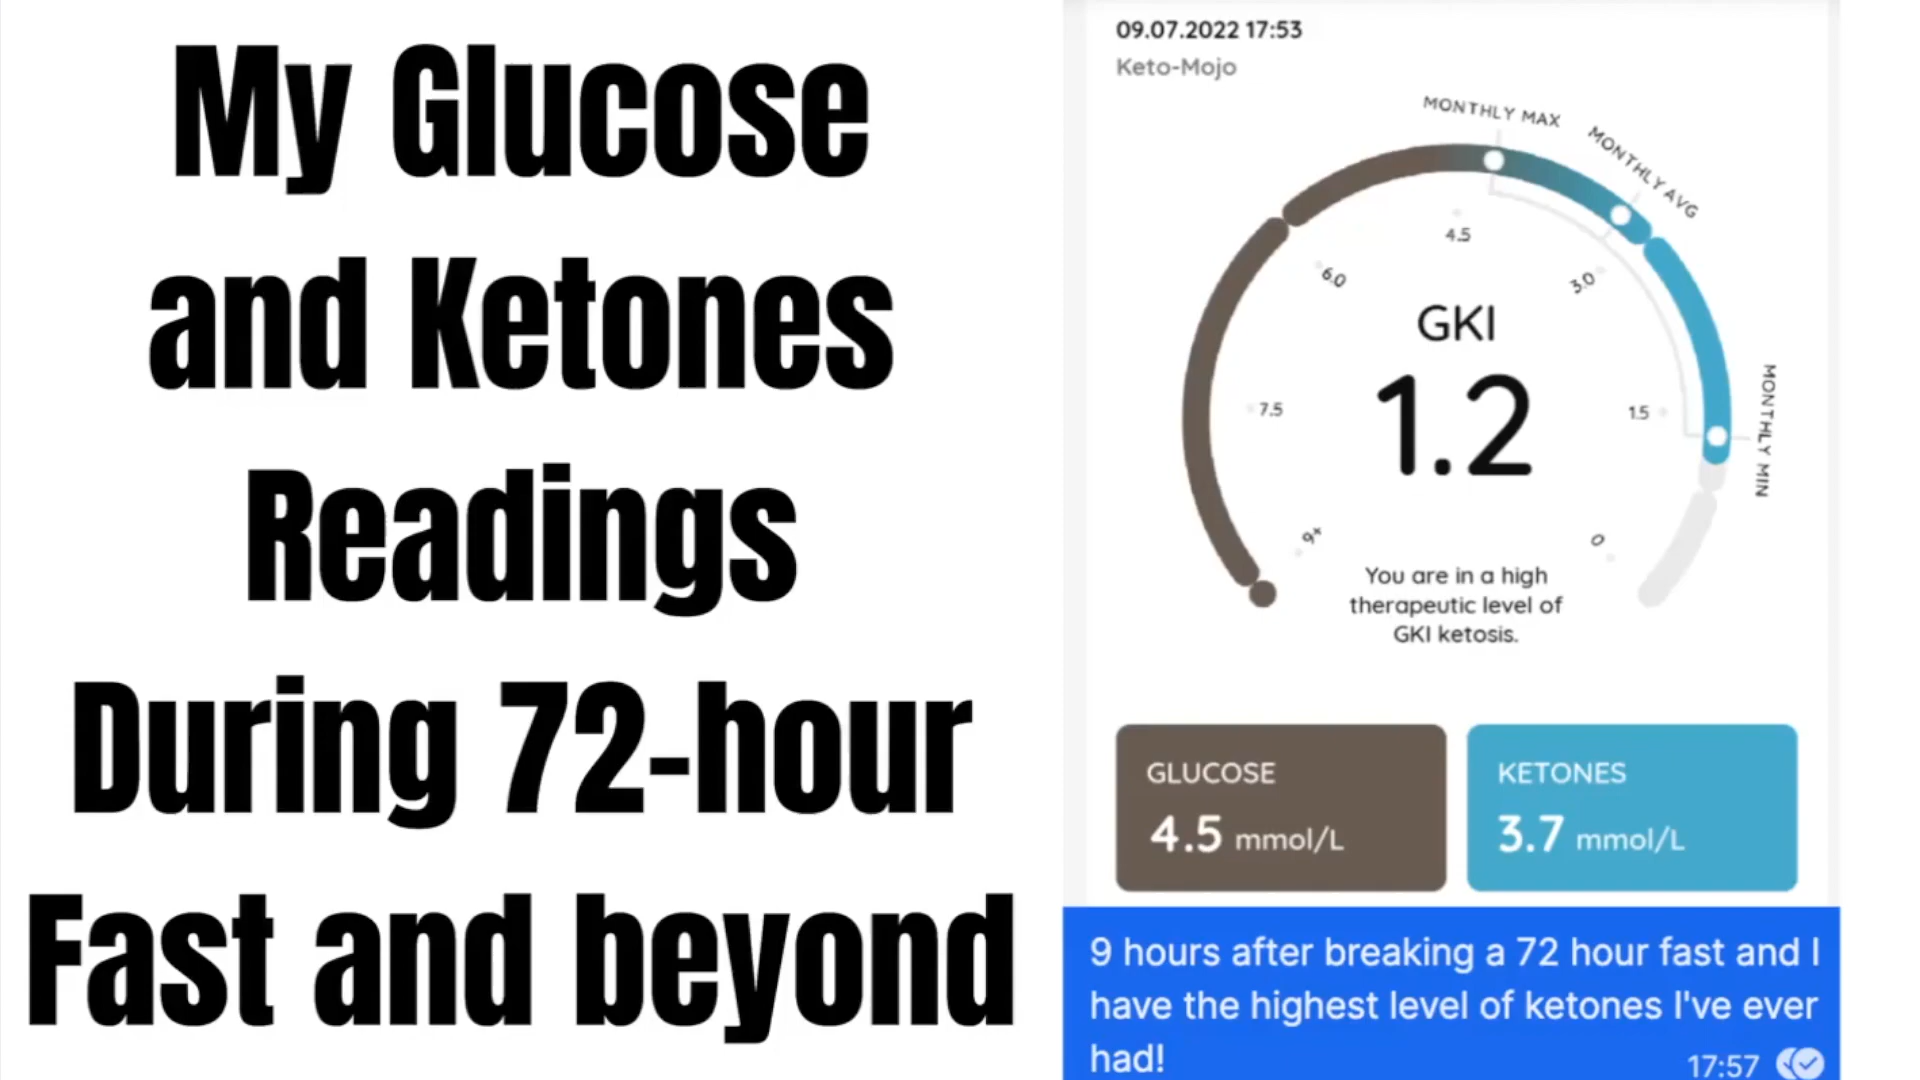 My Glucose
and Ketones
Readings
During 72-hour
Fast and beyond
09.07.2022 17:53
Keto-Mojo
MONTHLY MAX
MONTHLY AVG
4.5
6.0
3.0
GKI
1.2
7.5
1.5
MONTHLY MIN
9+
0
You are in a high
therapeutic level of
GKI ketosis.
GLUCOSE
4.5 mmol/L
KETONES
3.7 mmol/L
9 hours after breaking a 72 hour fast and I
have the highest level of ketones I've ever
had!
17:57